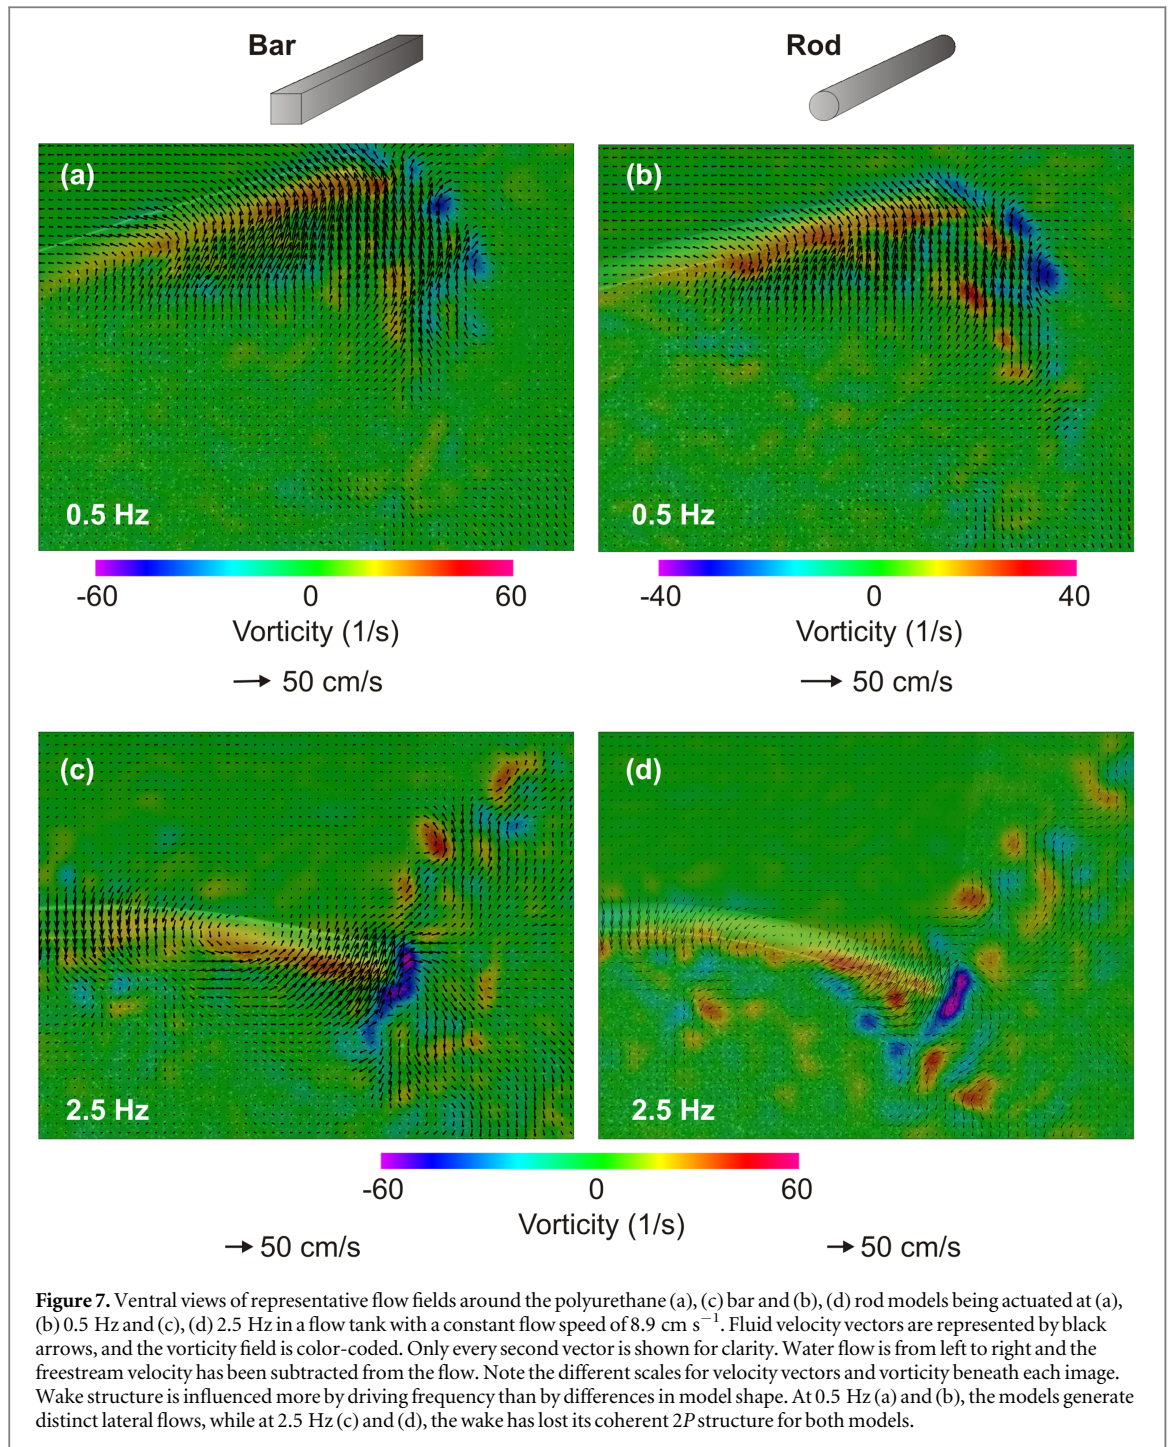 Bar
Rod
(a)
(b)
0.5 Hz
0.5 Hz
-60 0 60
-40 0 40
Vorticity (1/s)
Vorticity (1/s)
50 cm/s
50 cm/s
(c)
(d)
2.5 Hz
2.5 Hz
-60 0 60
Vorticity (1/s)
50 cm/s
50 cm/s
Figure 7. Ventral views of representative flow fields around the polyurethane (a), (c) bar and (b), (d) rod models being actuated at (a),
(b) 0.5 Hz and (c), (d) 2.5 Hz in a flow tank with a constant flow speed of 8.9 cm s⁻¹. Fluid velocity vectors are represented by black
arrows, and the vorticity field is color-coded. Only every second vector is shown for clarity. Water flow is from left to right and the
freestream velocity has been subtracted from the flow. Note the different scales for velocity vectors and vorticity beneath each image.
Wake structure is influenced more by driving frequency than by differences in model shape. At 0.5 Hz (a) and (b), the models generate
distinct lateral flows, while at 2.5 Hz (c) and (d), the wake has lost its coherent 2P structure for both models.